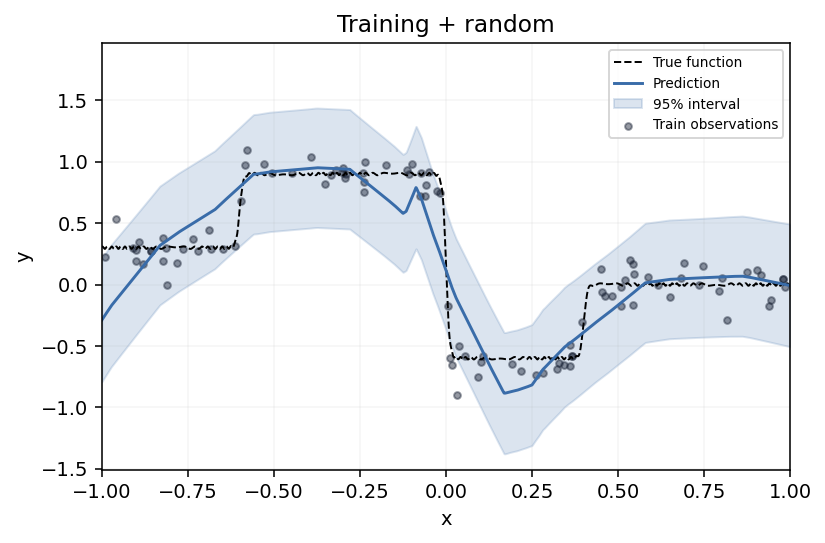 Training + random
True function
Prediction
95% interval
Train observations
y
1.5
1.0
0.5
0.0
−0.5
−1.0
−1.5
−1.00 −0.75 −0.50 −0.25 0.00 0.25 0.50 0.75 1.00
x